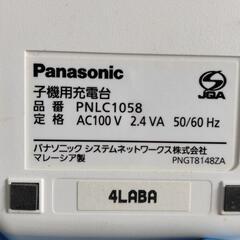 Panasonic
JQA
子機用充電台
品番 PNLC1058
定格 AC100 V 2.4 VA 50/60 Hz
パナソニック システムネットワークス株式会社
マレーシア製
PNGT8148ZA
4LABA